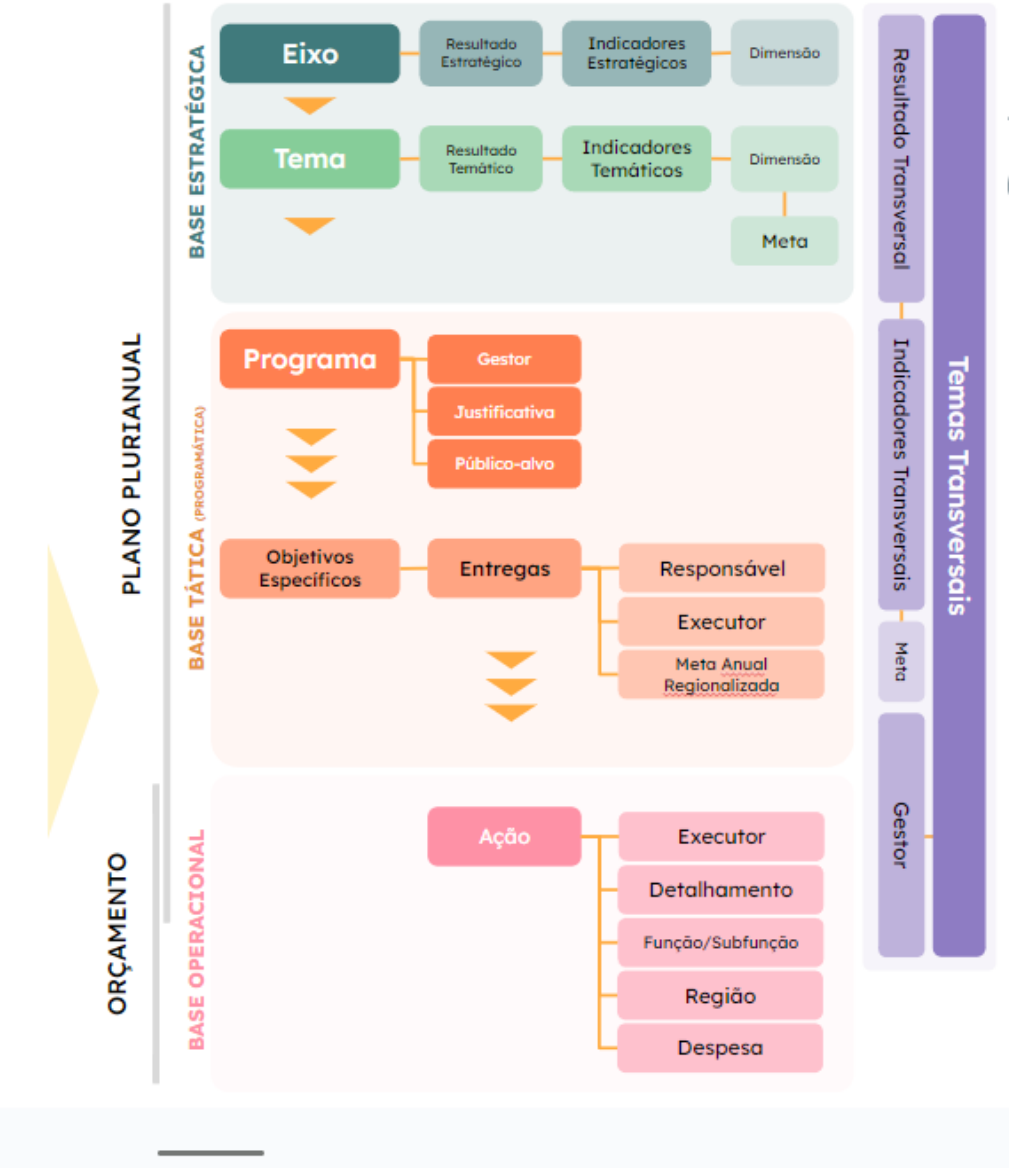 PLANO PLURIANUAL
ORÇAMENTO
BASE ESTRATÉGICA
Eixo
Resultado
Estratégico
Indicadores
Estratégicos
Dimensão
Tema
Resultado
Temático
Indicadores
Temáticos
Dimensão
Meta
BASE TÁTICA (PROGRAMÁTICA)
Programa
Gestor
Justificativa
Público-alvo
Objetivos
Específicos
Entregas
Responsável
Executor
Meta Anual
Regionalizada
BASE OPERACIONAL
Ação
Executor
Detalhamento
Função/Subfunção
Região
Despesa
Resultado Transversal
Indicadores Transversais
Meta
Gestor
Temas Transversais